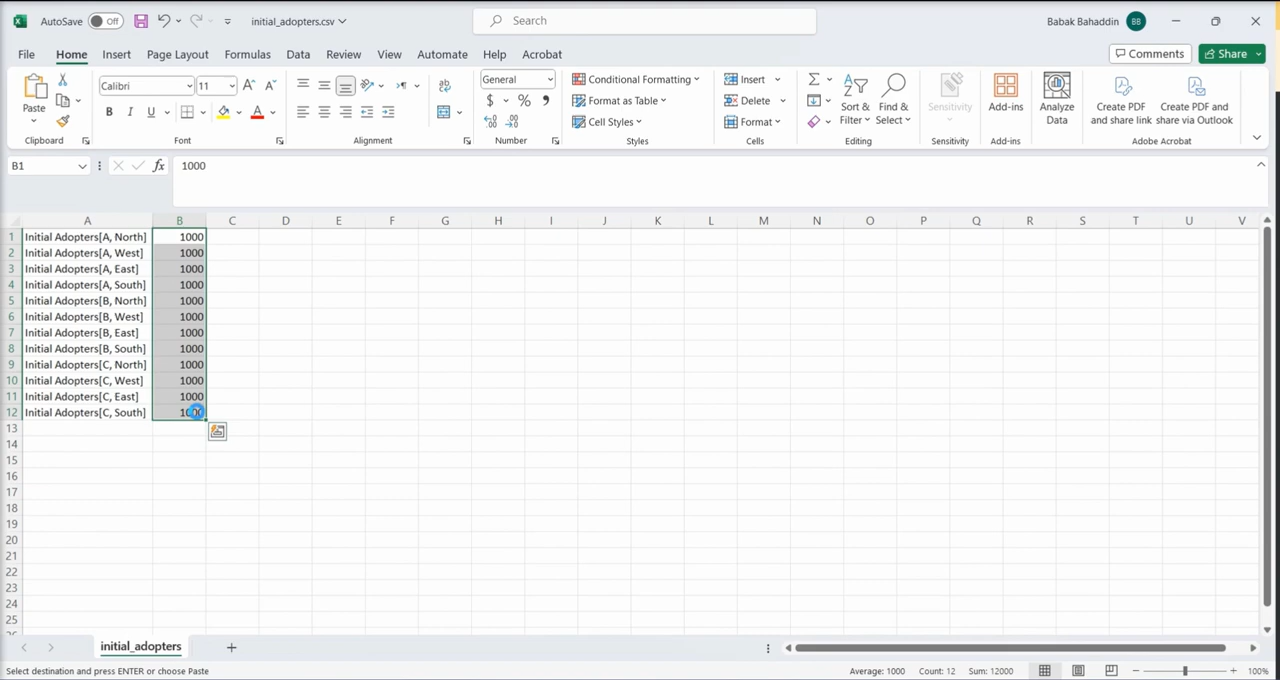 AutoSave Off initial_adopters.csv Search Babak Bahaddin BB
File Home Insert Page Layout Formulas Data Review View Automate Help Acrobat Comments Share
Paste Calibri 11 General Conditional Formatting Insert Sort & Filter Find & Select Sensitivity Add-ins Analyze Data Create PDF and share link Create PDF and share via Outlook
Format as Table Delete
B I U A Cell Styles Format
Clipboard Font Alignment Number Styles Cells Editing Sensitivity Add-ins Adobe Acrobat
B1 fx 1000
A B C D E F G H I J K L M N O P Q R S T U V
1 Initial Adopters[A, North] 1000
2 Initial Adopters[A, West] 1000
3 Initial Adopters[A, East] 1000
4 Initial Adopters[A, South] 1000
5 Initial Adopters[B, North] 1000
6 Initial Adopters[B, West] 1000
7 Initial Adopters[B, East] 1000
8 Initial Adopters[B, South] 1000
9 Initial Adopters[C, North] 1000
10 Initial Adopters[C, West] 1000
11 Initial Adopters[C, East] 1000
12 Initial Adopters[C, South]
13
14
15
16
17
18
19
20
21
22
23
24
25
initial_adopters
Select destination and press ENTER or choose Paste Average: 1000 Count: 12 Sum: 12000 100%